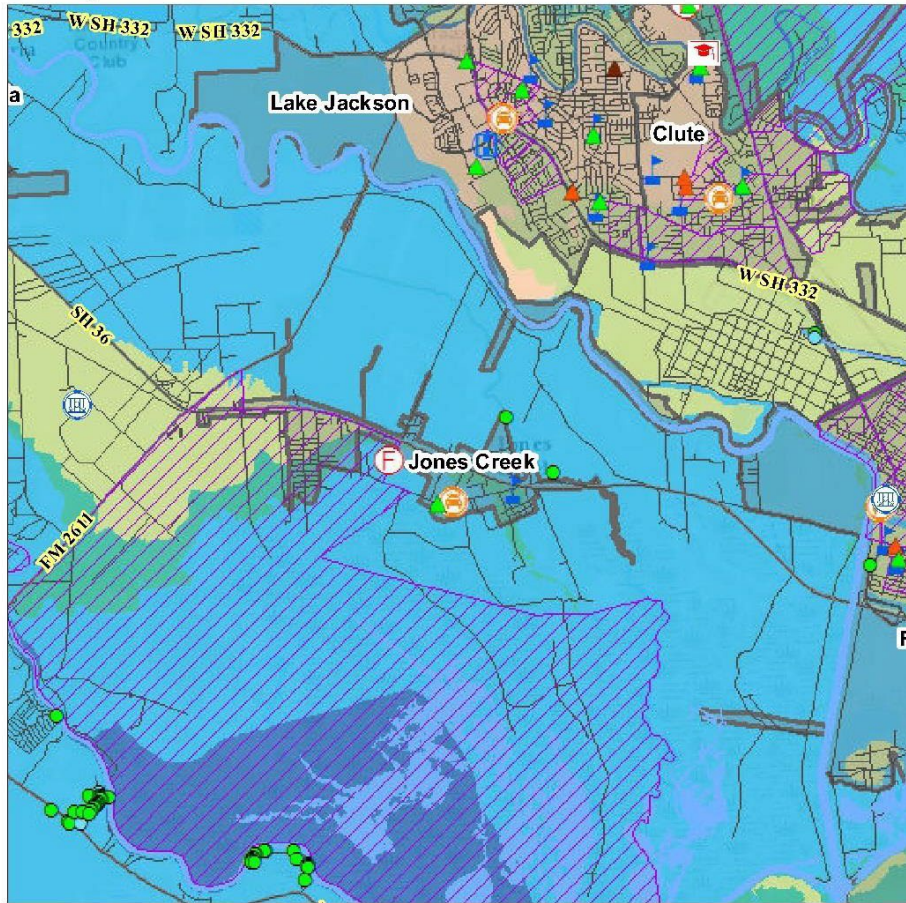 332
W SH 332
W SH 332
Country
Club
a
Lake Jackson
Clute
W SH 332
SH 36
F
Jones Creek
FM 2611
F